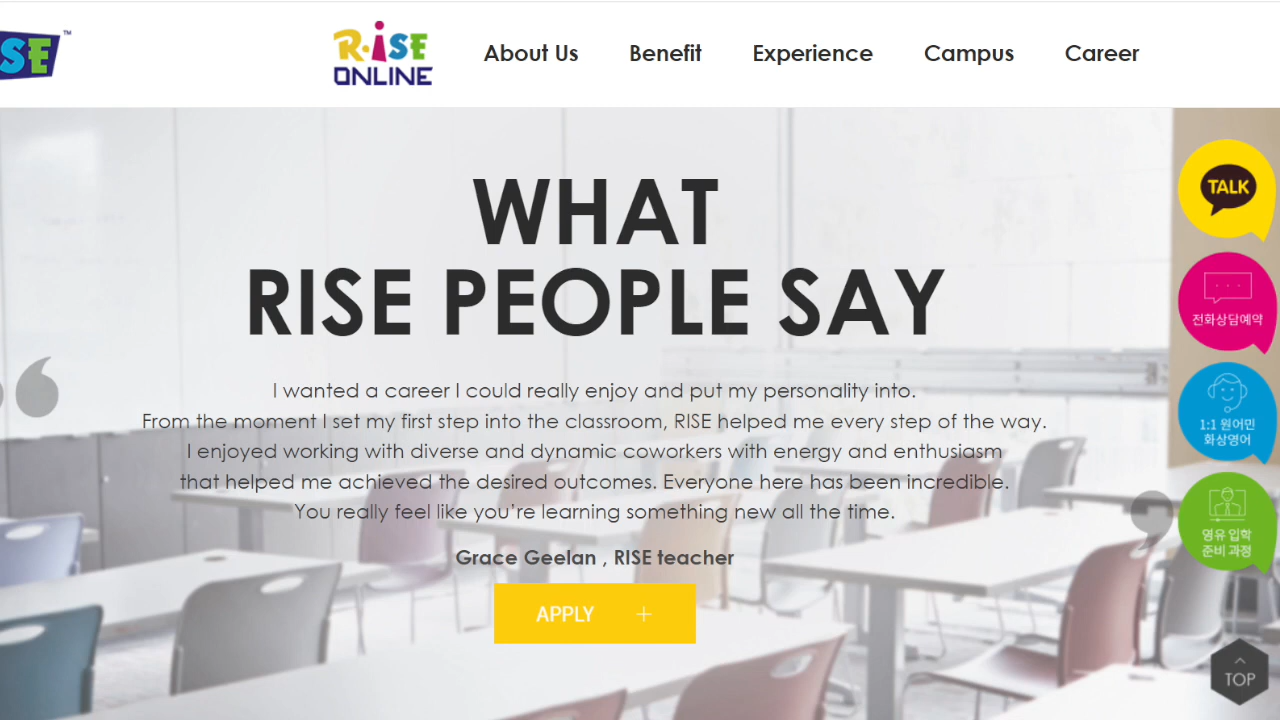 SE™
R·iSE
ONLINE
About Us
Benefit
Experience
Campus
Career
WHAT
RISE PEOPLE SAY
I wanted a career I could really enjoy and put my personality into.
From the moment I set my first step into the classroom, RISE helped me every step of the way.
I enjoyed working with diverse and dynamic coworkers with energy and enthusiasm
that helped me achieved the desired outcomes. Everyone here has been incredible.
You really feel like you're learning something new all the time.
Grace Geelan , RISE teacher
APPLY +
TALK
전화상담예약
1:1 원어민
화상영어
영유 입학
준비 과정
TOP